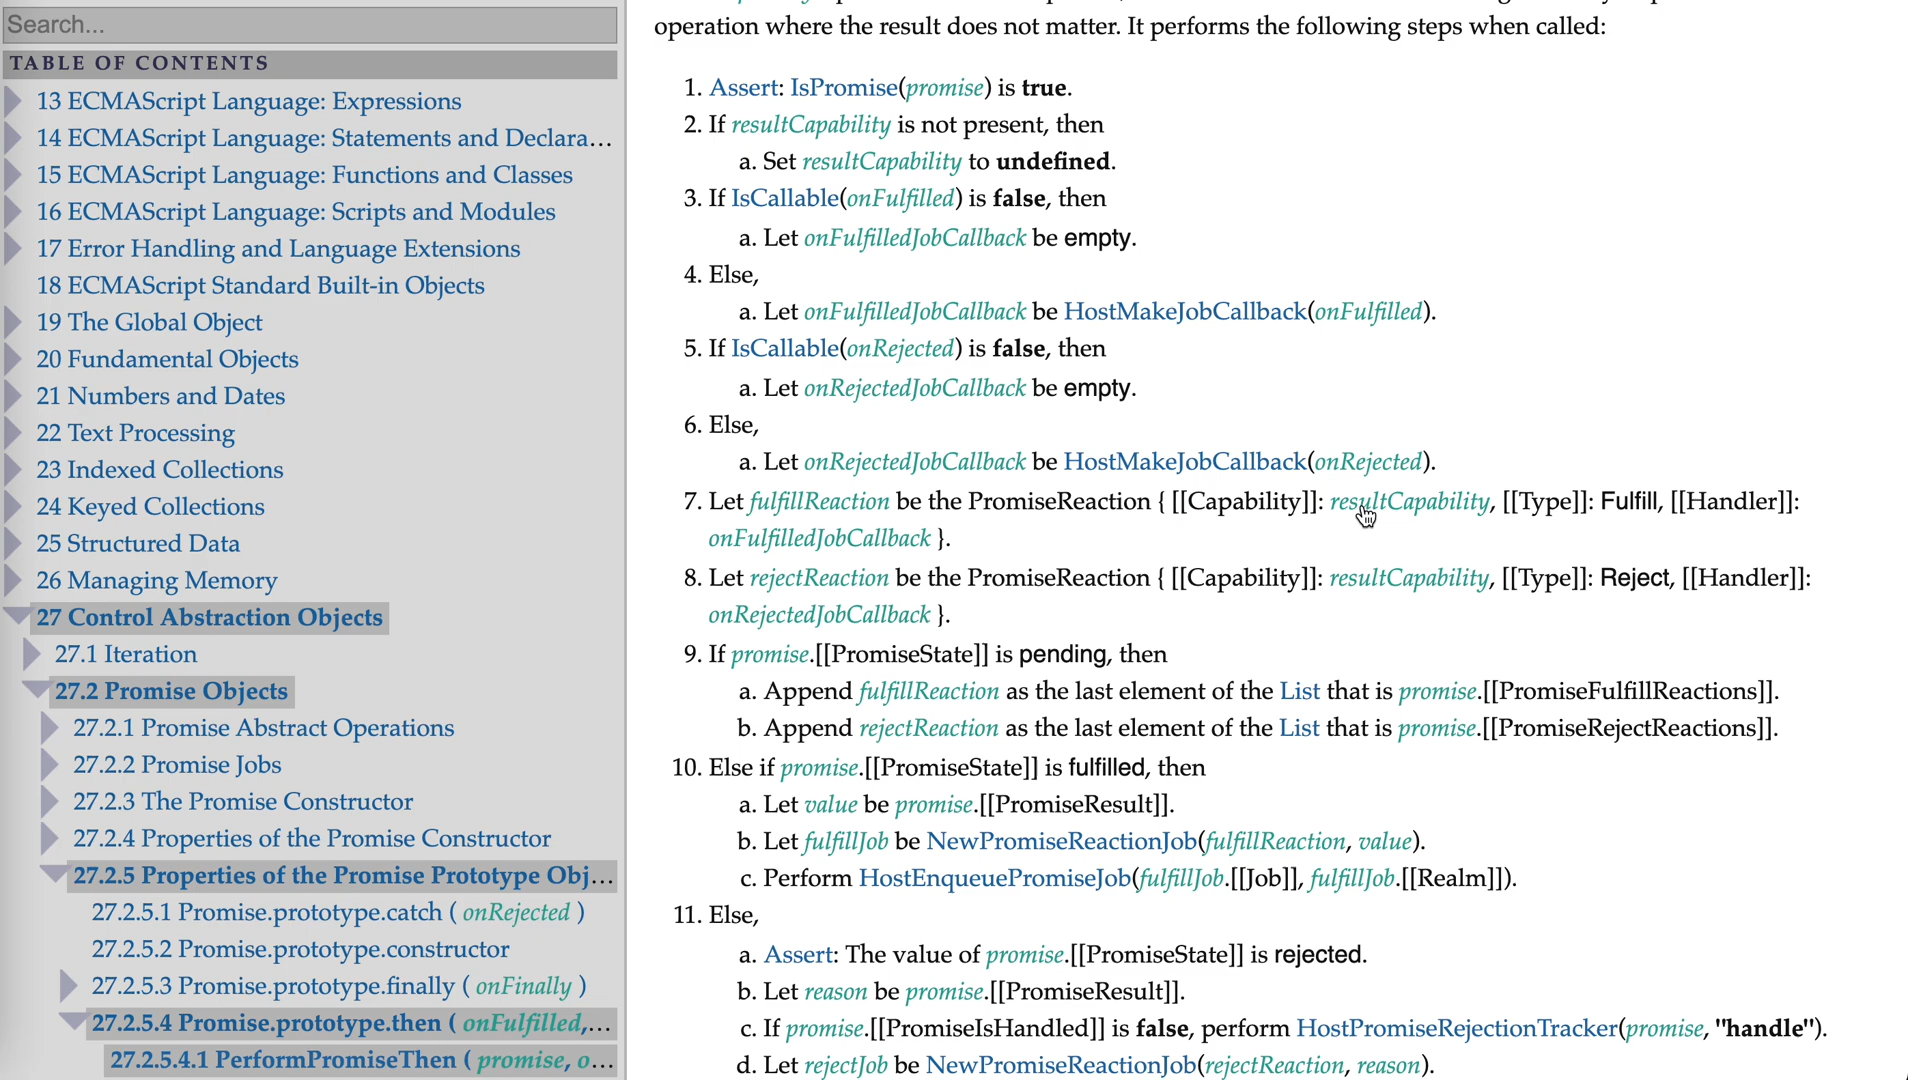 Search...
TABLE OF CONTENTS
13 ECMAScript Language: Expressions
14 ECMAScript Language: Statements and Declara...
15 ECMAScript Language: Functions and Classes
16 ECMAScript Language: Scripts and Modules
17 Error Handling and Language Extensions
18 ECMAScript Standard Built-in Objects
19 The Global Object
20 Fundamental Objects
21 Numbers and Dates
22 Text Processing
23 Indexed Collections
24 Keyed Collections
25 Structured Data
26 Managing Memory
27 Control Abstraction Objects
27.1 Iteration
27.2 Promise Objects
27.2.1 Promise Abstract Operations
27.2.2 Promise Jobs
27.2.3 The Promise Constructor
27.2.4 Properties of the Promise Constructor
27.2.5 Properties of the Promise Prototype Obj...
27.2.5.1 Promise.prototype.catch ( onRejected )
27.2.5.2 Promise.prototype.constructor
27.2.5.3 Promise.prototype.finally ( onFinally )
27.2.5.4 Promise.prototype.then ( onFulfilled,...
27.2.5.4.1 PerformPromiseThen ( promise, o...
operation where the result does not matter. It performs the following steps when called:
1. Assert: IsPromise(promise) is true.
2. If resultCapability is not present, then
a. Set resultCapability to undefined.
3. If IsCallable(onFulfilled) is false, then
a. Let onFulfilledJobCallback be empty.
4. Else,
a. Let onFulfilledJobCallback be HostMakeJobCallback(onFulfilled).
5. If IsCallable(onRejected) is false, then
a. Let onRejectedJobCallback be empty.
6. Else,
a. Let onRejectedJobCallback be HostMakeJobCallback(onRejected).
7. Let fulfillReaction be the PromiseReaction { [[Capability]]: resultCapability, [[Type]]: Fulfill, [[Handler]]:
onFulfilledJobCallback }.
8. Let rejectReaction be the PromiseReaction { [[Capability]]: resultCapability, [[Type]]: Reject, [[Handler]]:
onRejectedJobCallback }.
9. If promise.[[PromiseState]] is pending, then
a. Append fulfillReaction as the last element of the List that is promise.[[PromiseFulfillReactions]].
b. Append rejectReaction as the last element of the List that is promise.[[PromiseRejectReactions]].
10. Else if promise.[[PromiseState]] is fulfilled, then
a. Let value be promise.[[PromiseResult]].
b. Let fulfillJob be NewPromiseReactionJob(fulfillReaction, value).
c. Perform HostEnqueuePromiseJob(fulfillJob.[[Job]], fulfillJob.[[Realm]]).
11. Else,
a. Assert: The value of promise.[[PromiseState]] is rejected.
b. Let reason be promise.[[PromiseResult]].
c. If promise.[[PromiseIsHandled]] is false, perform HostPromiseRejectionTracker(promise, "handle").
d. Let rejectJob be NewPromiseReactionJob(rejectReaction, reason).